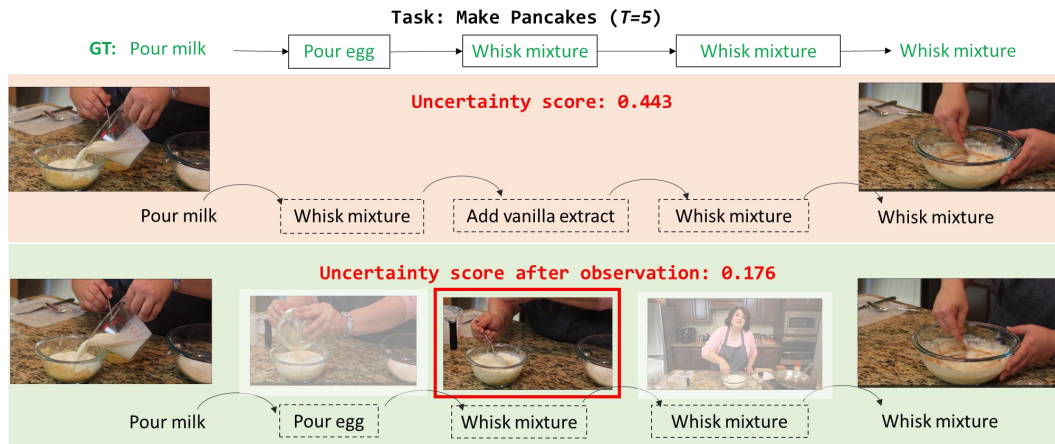 Task: Make Pancakes (T=5)
GT: Pour milk Pour egg Whisk mixture Whisk mixture Whisk mixture
Uncertainty score: 0.443
Pour milk Whisk mixture Add vanilla extract Whisk mixture Whisk mixture
Uncertainty score after observation: 0.176
Pour milk Pour egg Whisk mixture Whisk mixture Whisk mixture